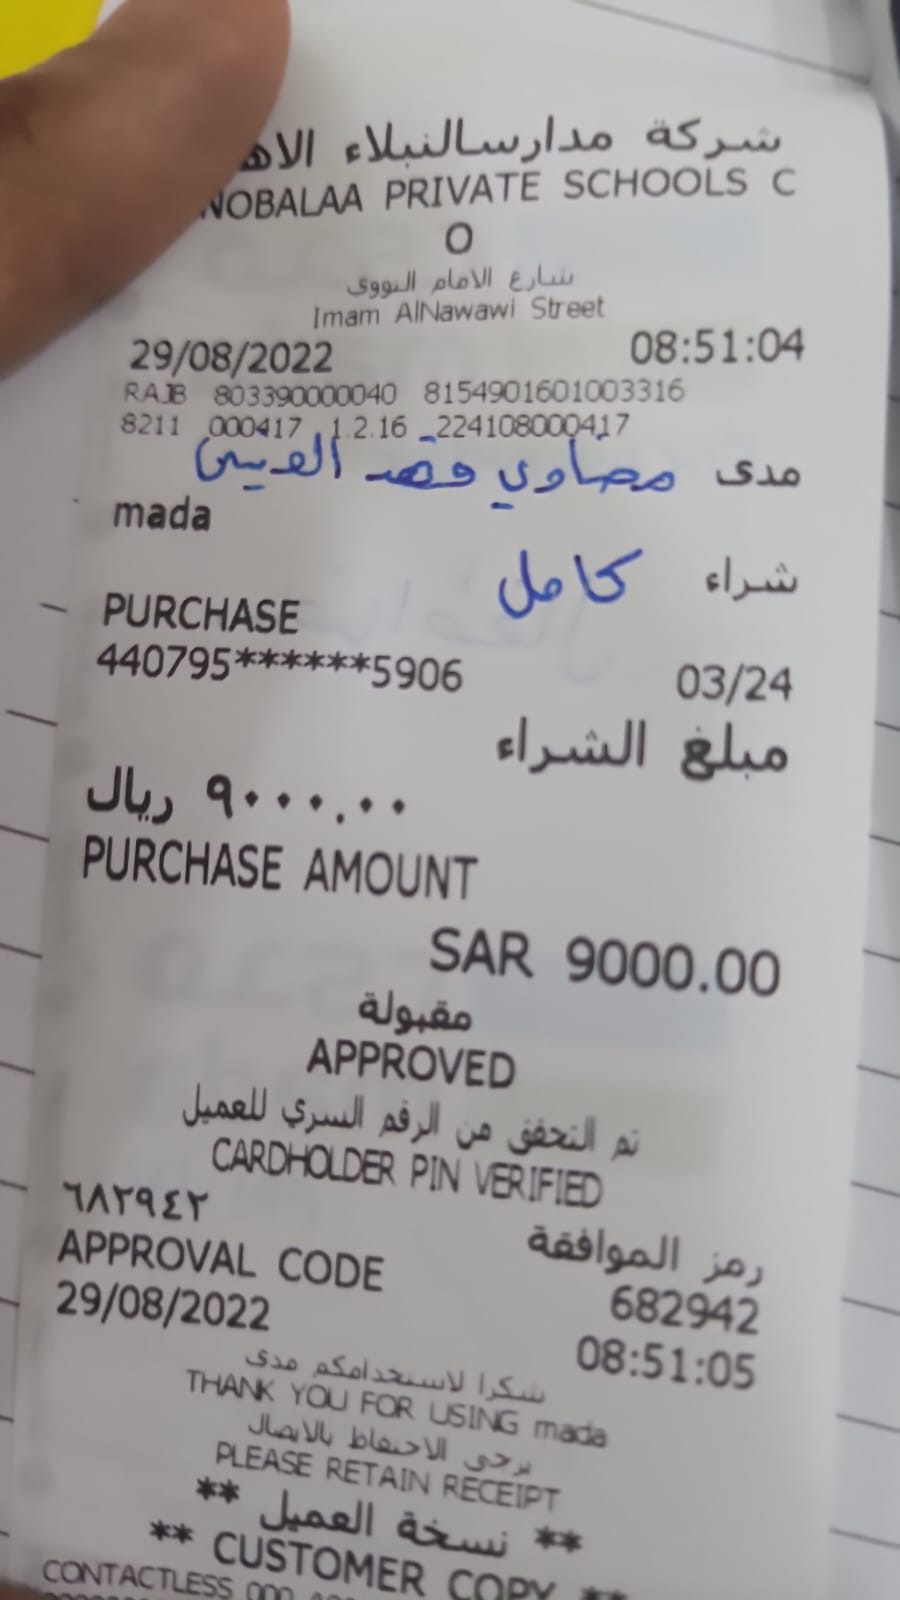 شركة مدارسالنبلاء الاه
NOBALAA PRIVATE SCHOOLS C
O
شارع الامام النووي
Imam AlNawawi Street
29/08/2022 08:51:04
RAJB 803390000040 8154901601003316
8211 000417 1.2.16 224108000417
مدى مصاوي فهد العيسى
mada
شراء كامل
PURCHASE
440795******5906 03/24
مبلغ الشراء
٩٠٠٠.٠٠ ريال
PURCHASE AMOUNT
SAR 9000.00
مقبولة
APPROVED
تم التحقق من الرقم السري للعميل
CARDHOLDER PIN VERIFIED
رمز الموافقة ٦٨٢٩٤٢
APPROVAL CODE 682942
29/08/2022 08:51:05
شكرا لاستخدامكم مدى
THANK YOU FOR USING mada
يرجى الاحتفاظ بالايصال
PLEASE RETAIN RECEIPT
** نسخة العميل **
** CUSTOMER COPY **
CONTACTLESS